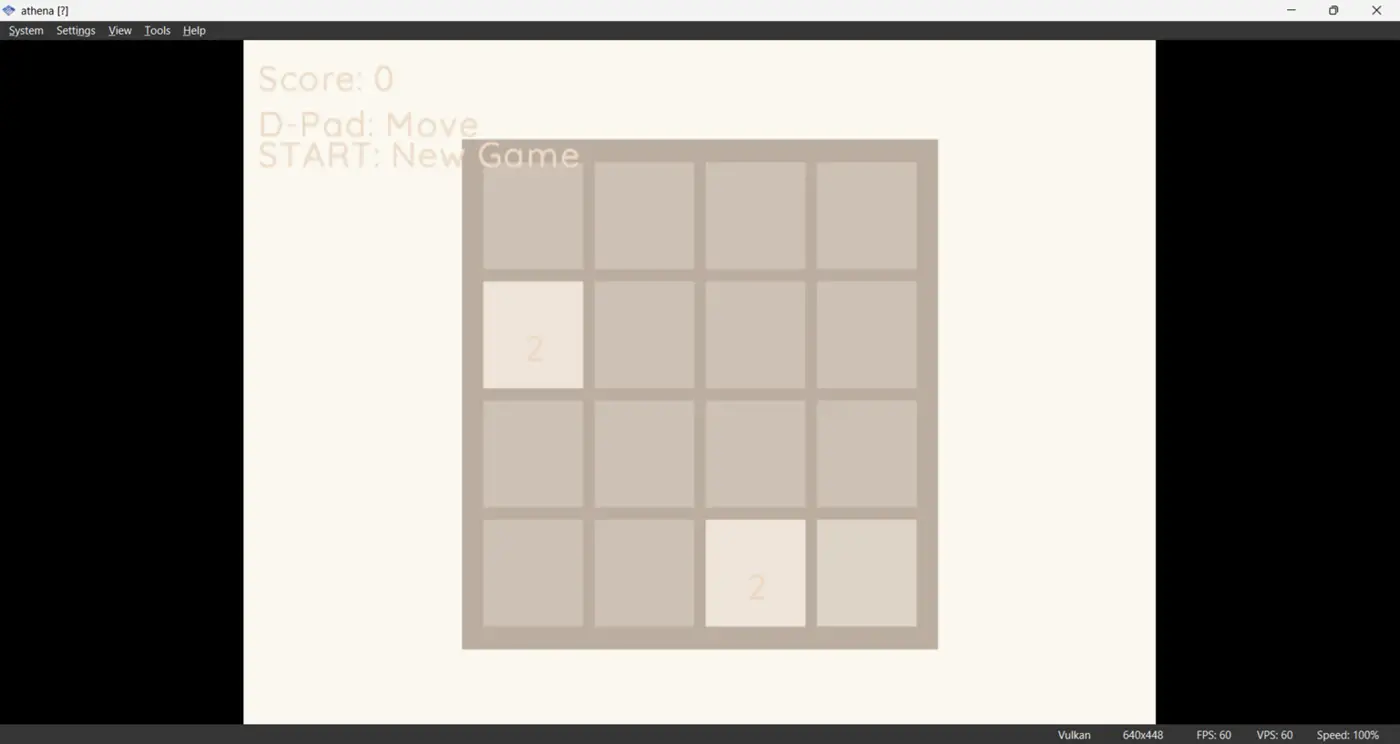 athena [?]
System Settings View Tools Help
Score: 0
D-Pad: Move
START: New Game
2
2
Vulkan 640x448 FPS: 60 VPS: 60 Speed: 100%